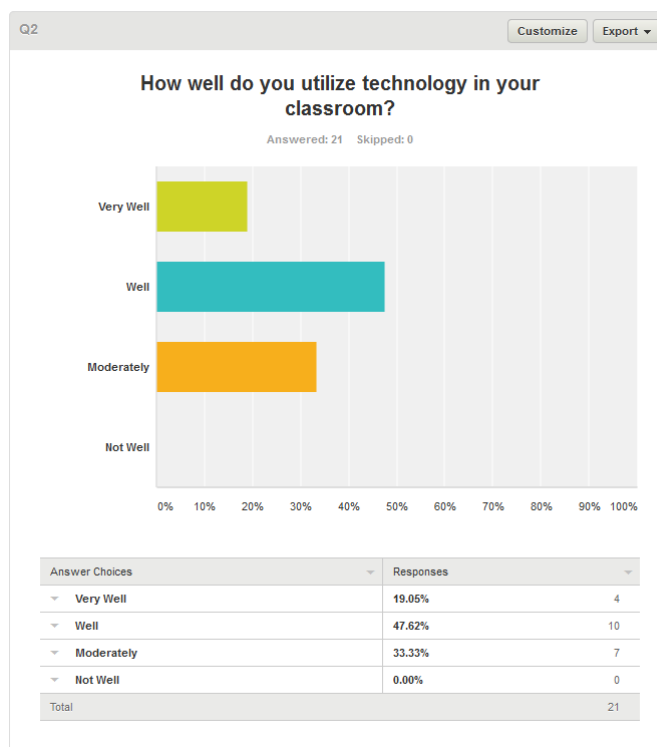 Q2
Customize
Export
How well do you utilize technology in your
classroom?
Answered: 21 Skipped: 0
Very Well
Well
Moderately
Not Well
0% 10% 20% 30% 40% 50% 60% 70% 80% 90% 100%
Answer Choices Responses
Very Well 19.05% 4
Well 47.62% 10
Moderately 33.33% 7
Not Well 0.00% 0
Total 21